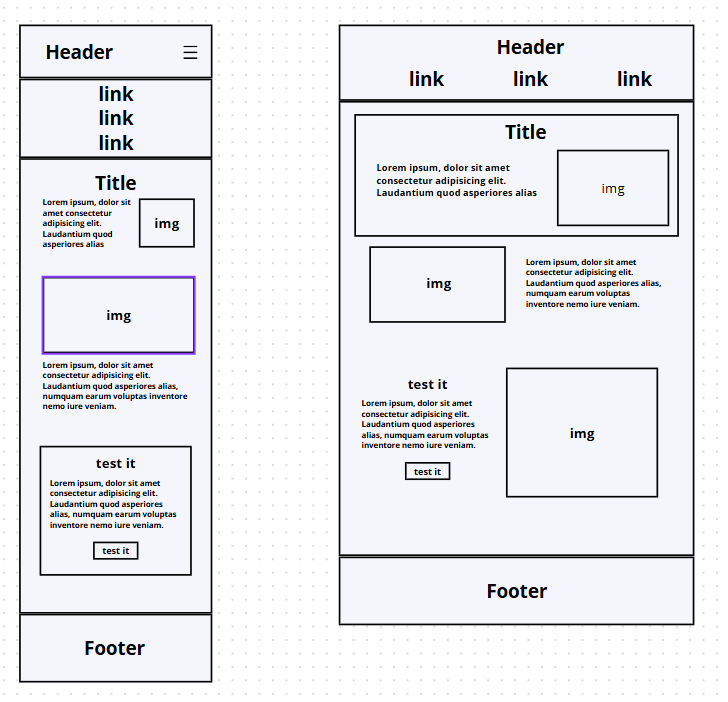 Header
link
link
link
Title
Lorem ipsum, dolor sit
amet consectetur
adipisicing elit.
Laudantium quod
asperiores alias
img
img
Lorem ipsum, dolor sit amet
consectetur adipisicing elit.
Laudantium quod asperiores alias,
numquam earum voluptas inventore
nemo iure veniam.
test it
Lorem ipsum, dolor sit amet
consectetur adipisicing elit.
Laudantium quod asperiores
alias, numquam earum voluptas
inventore nemo iure veniam.
test it
Footer
Header
link link link
Title
Lorem ipsum, dolor sit amet
consectetur adipisicing elit.
Laudantium quod asperiores alias
img
img
Lorem ipsum, dolor sit amet
consectetur adipisicing elit.
Laudantium quod asperiores alias,
numquam earum voluptas
inventore nemo iure veniam.
test it
Lorem ipsum, dolor sit amet
consectetur adipisicing elit.
Laudantium quod asperiores
alias, numquam earum voluptas
inventore nemo iure veniam.
test it
img
Footer